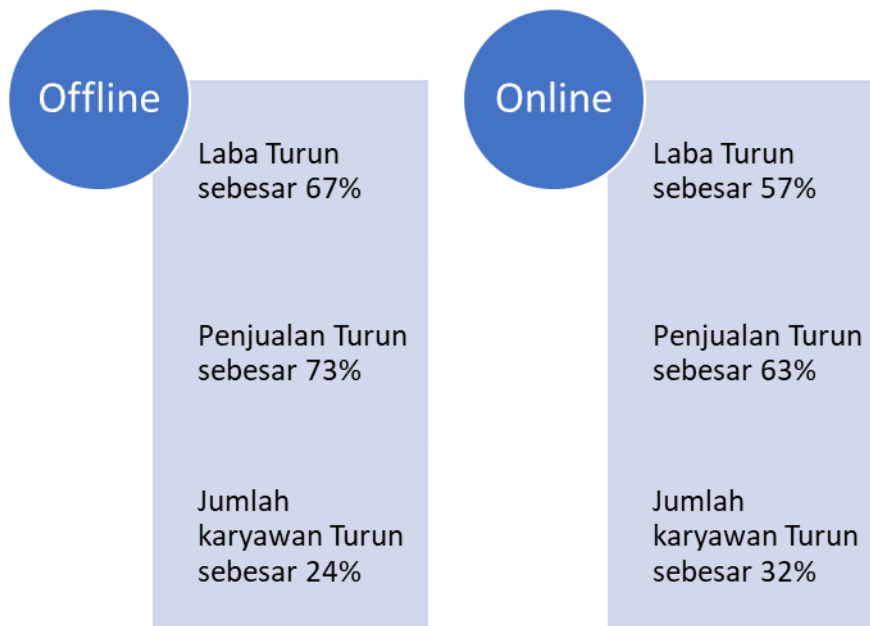 Offline
Laba Turun
sebesar 67%
Penjualan Turun
sebesar 73%
Jumlah
karyawan Turun
sebesar 24%
Online
Laba Turun
sebesar 57%
Penjualan Turun
sebesar 63%
Jumlah
karyawan Turun
sebesar 32%